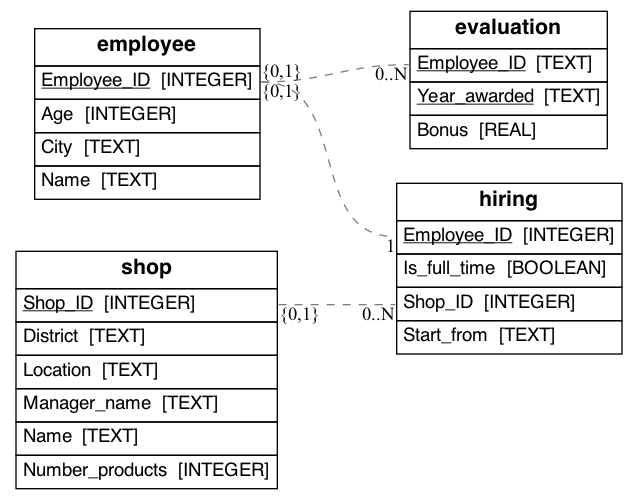 employee
Employee_ID [INTEGER]
Age [INTEGER]
City [TEXT]
Name [TEXT]
{0,1}
{0,1}
0..N
evaluation
Employee_ID [TEXT]
Year_awarded [TEXT]
Bonus [REAL]
hiring
Employee_ID [INTEGER]
Is_full_time [BOOLEAN]
Shop_ID [INTEGER]
Start_from [TEXT]
1
shop
Shop_ID [INTEGER]
District [TEXT]
Location [TEXT]
Manager_name [TEXT]
Name [TEXT]
Number_products [INTEGER]
{0,1}
0..N